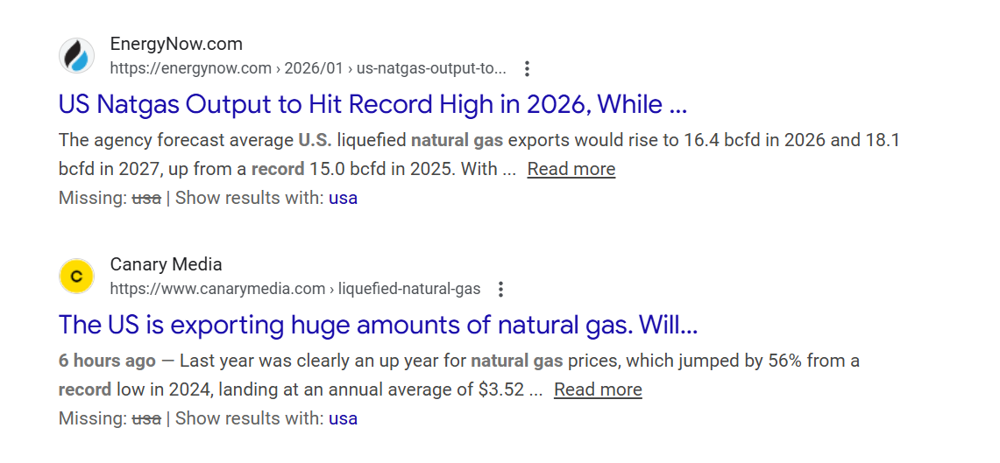 EnergyNow.com
https://energynow.com › 2026/01 › us-natgas-output-to...
US Natgas Output to Hit Record High in 2026, While ...
The agency forecast average U.S. liquefied natural gas exports would rise to 16.4 bcfd in 2026 and 18.1
bcfd in 2027, up from a record 15.0 bcfd in 2025. With ... Read more
Missing: usa | Show results with: usa
C
Canary Media
https://www.canarymedia.com › liquefied-natural-gas
The US is exporting huge amounts of natural gas. Will...
6 hours ago — Last year was clearly an up year for natural gas prices, which jumped by 56% from a
record low in 2024, landing at an annual average of $3.52 ... Read more
Missing: usa | Show results with: usa